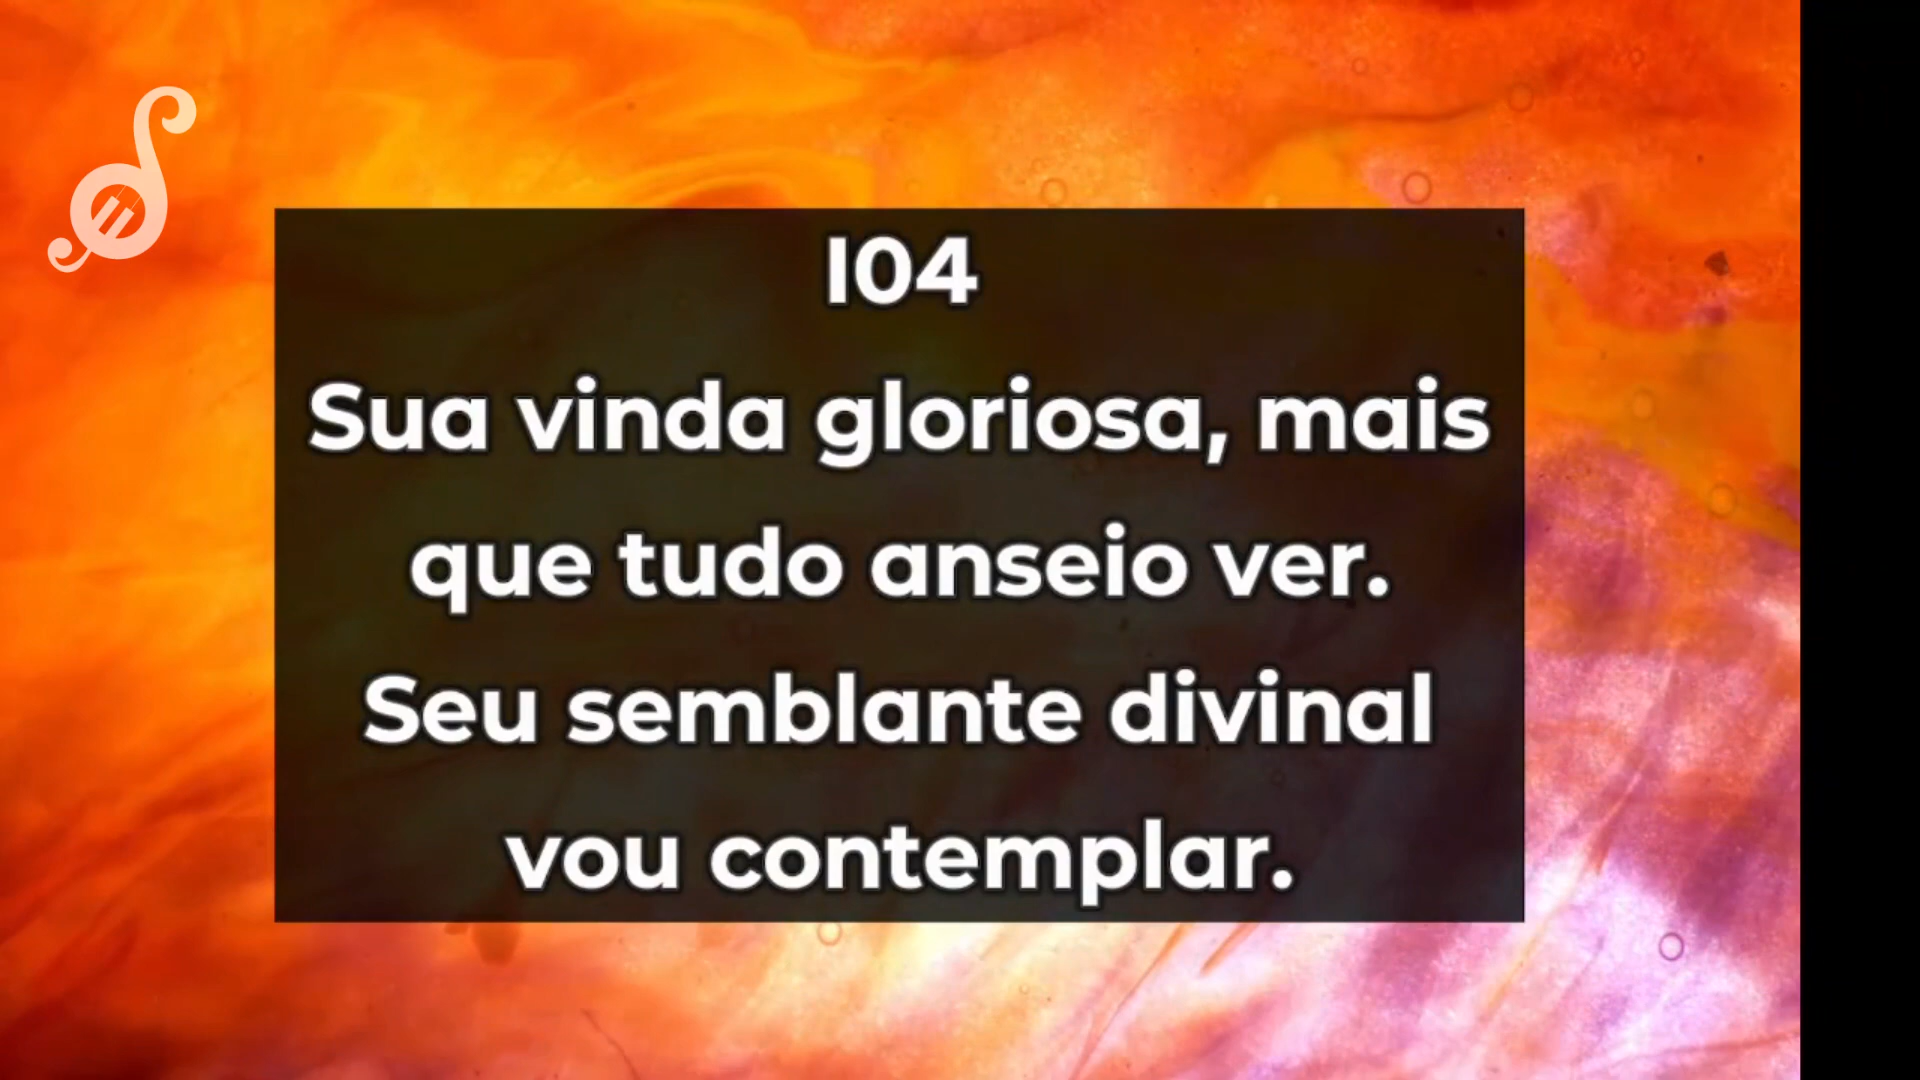 104
Sua vinda gloriosa, mais
que tudo anseio ver.
Seu semblante divinal
vou contemplar.